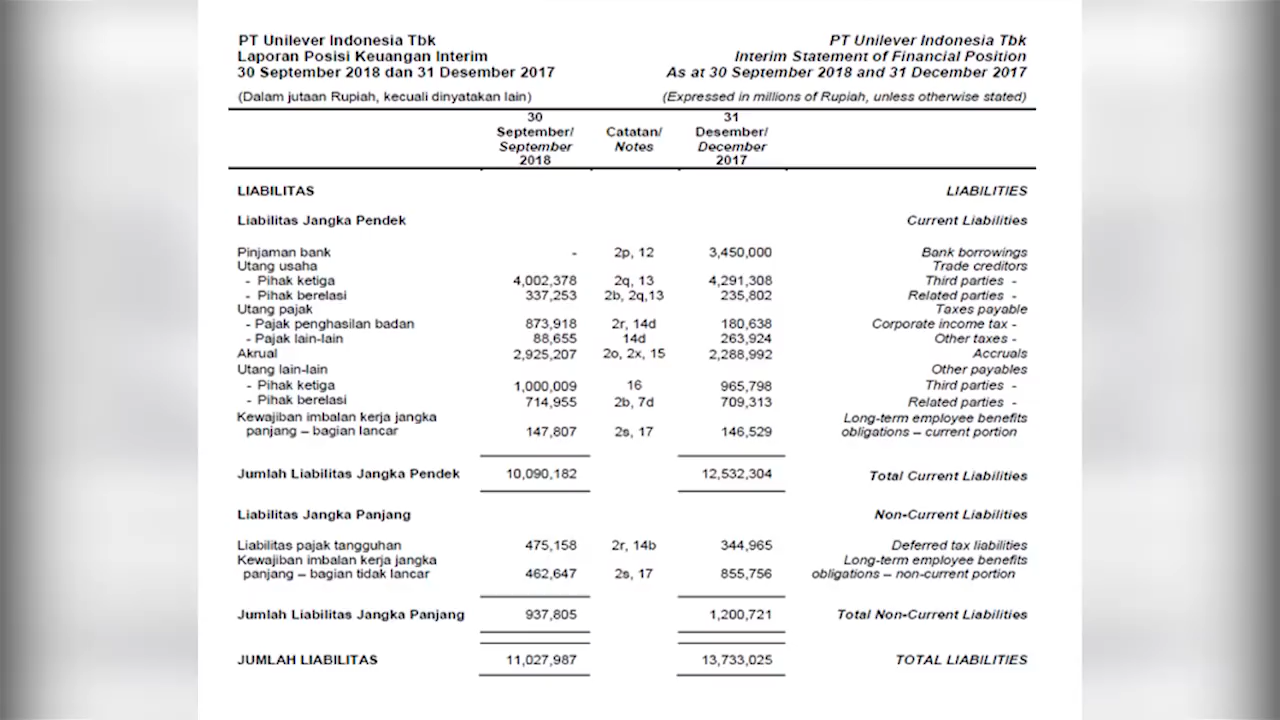 PT Unilever Indonesia Tbk PT Unilever Indonesia Tbk
Laporan Posisi Keuangan Interim Interim Statement of Financial Position
30 September 2018 dan 31 Desember 2017 As at 30 September 2018 and 31 December 2017
(Dalam jutaan Rupiah, kecuali dinyatakan lain) (Expressed in millions of Rupiah, unless otherwise stated)
30 31
September/ Catatan/ Desember/
September Notes December
2018 2017
LIABILITAS LIABILITIES
Liabilitas Jangka Pendek Current Liabilities
Pinjaman bank - 2p, 12 3,450,000 Bank borrowings
Utang usaha Trade creditors
- Pihak ketiga 4,002,378 2q, 13 4,291,308 Third parties -
- Pihak berelasi 337,253 2b, 2q,13 235,802 Related parties -
Utang pajak Taxes payable
- Pajak penghasilan badan 873,918 2r, 14d 180,638 Corporate income tax -
- Pajak lain-lain 88,655 14d 263,924 Other taxes -
Akrual 2,925,207 2o, 2x, 15 2,288,992 Accruals
Utang lain-lain Other payables
- Pihak ketiga 1,000,009 16 965,798 Third parties -
- Pihak berelasi 714,955 2b, 7d 709,313 Related parties -
Kewajiban imbalan kerja jangka Long-term employee benefits
panjang – bagian lancar 147,807 2s, 17 146,529 obligations – current portion
Jumlah Liabilitas Jangka Pendek 10,090,182 12,532,304 Total Current Liabilities
Liabilitas Jangka Panjang Non-Current Liabilities
Liabilitas pajak tangguhan 475,158 2r, 14b 344,965 Deferred tax liabilities
Kewajiban imbalan kerja jangka Long-term employee benefits
panjang – bagian tidak lancar 462,647 2s, 17 855,756 obligations – non-current portion
Jumlah Liabilitas Jangka Panjang 937,805 1,200,721 Total Non-Current Liabilities
JUMLAH LIABILITAS 11,027,987 13,733,025 TOTAL LIABILITIES